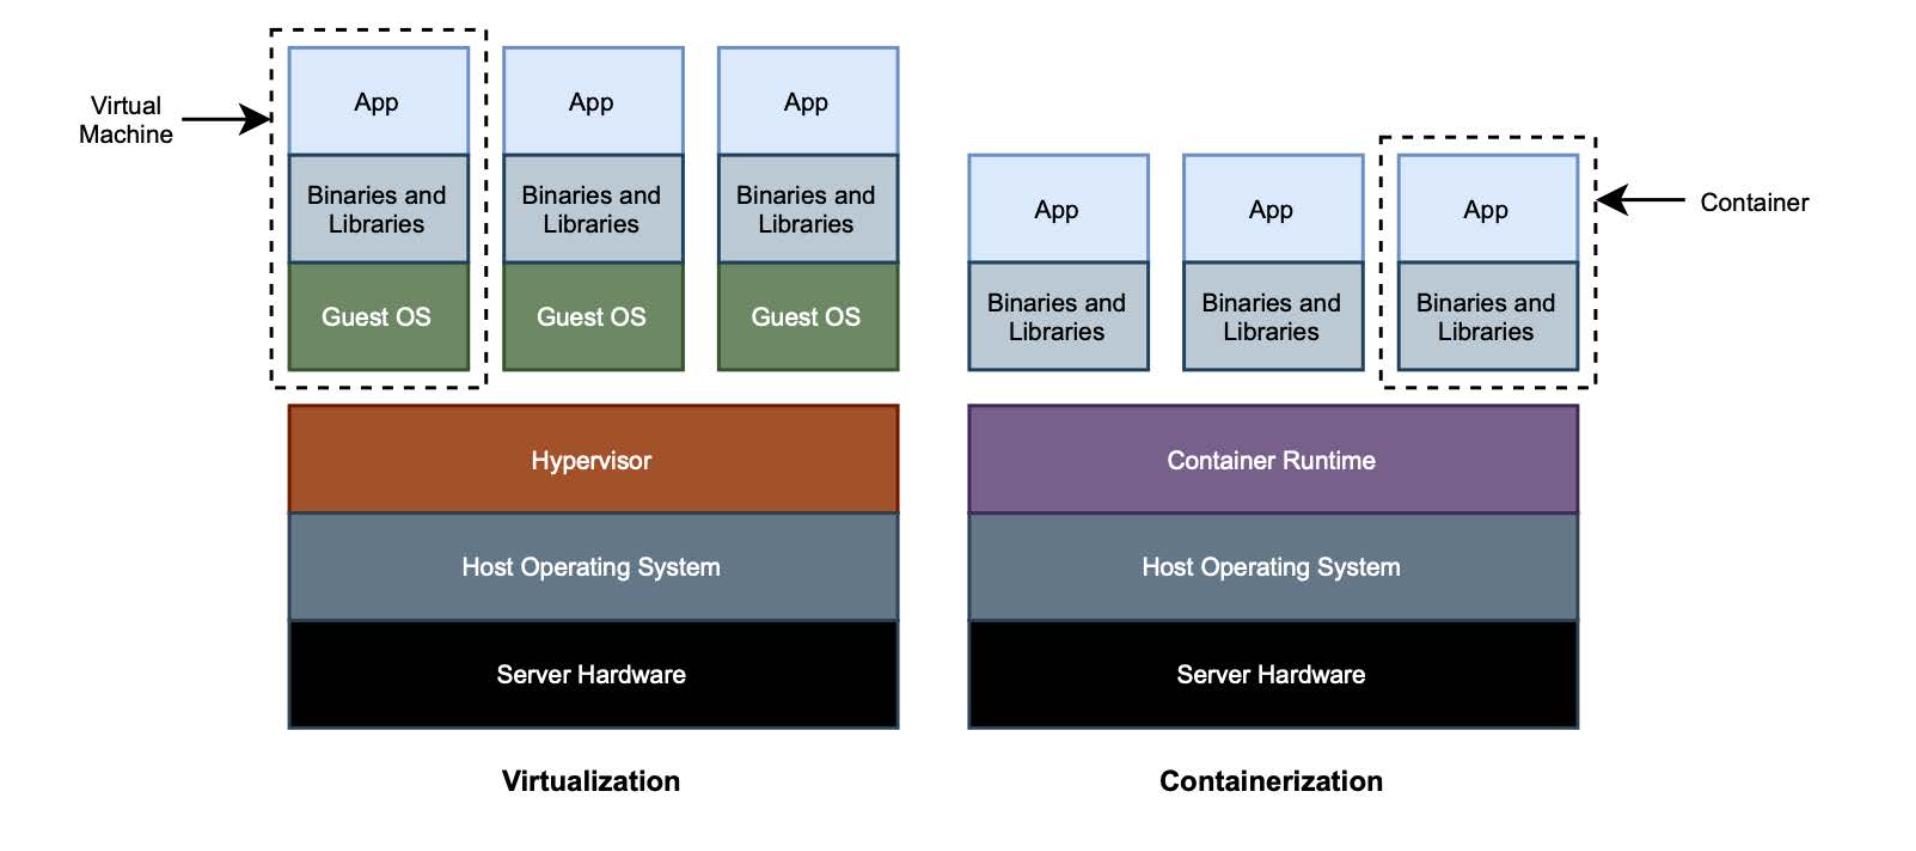 Virtual
Machine
App
Binaries and
Libraries
Guest OS
App
Binaries and
Libraries
Guest OS
App
Binaries and
Libraries
Guest OS
Hypervisor
Host Operating System
Server Hardware
Virtualization
App
Binaries and
Libraries
App
Binaries and
Libraries
App
Binaries and
Libraries
Container
Container Runtime
Host Operating System
Server Hardware
Containerization